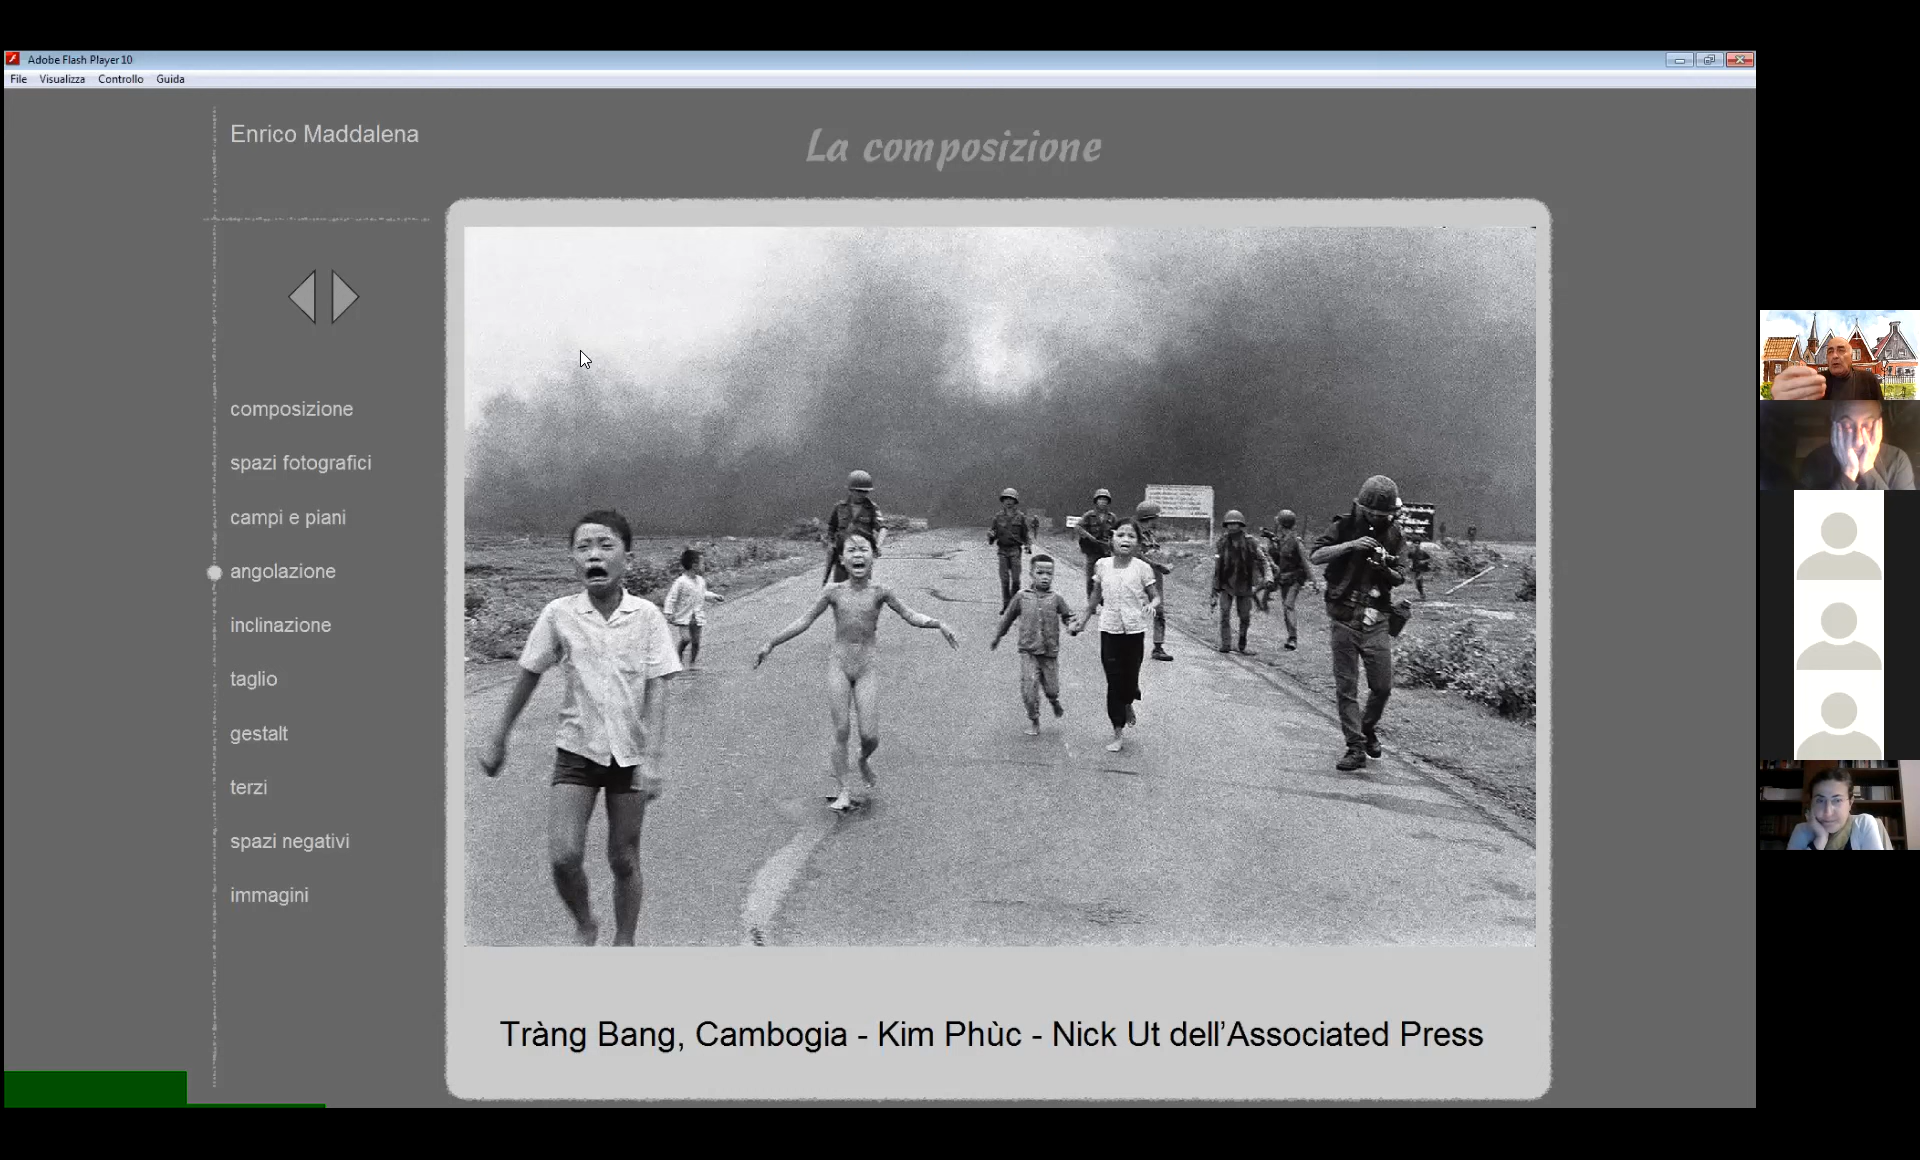 Adobe Flash Player 10
File Visualizza Controllo Guida
Enrico Maddalena
La composizione
composizione
spazi fotografici
campi e piani
angolazione
inclinazione
taglio
gestalt
terzi
spazi negativi
immagini
Tràng Bang, Cambogia - Kim Phùc - Nick Ut dell'Associated Press